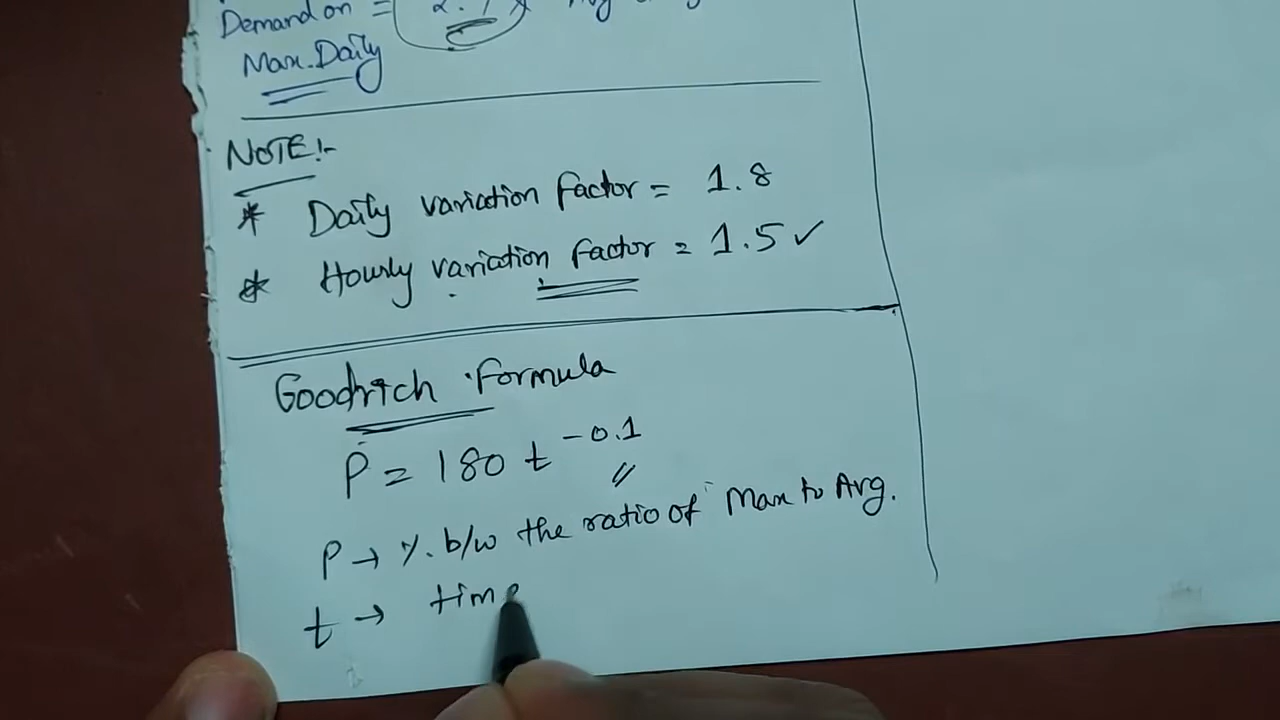 Demand on =
Max. Daily
NOTE:-
* Daily variation factor = 1.8
* Hourly variation factor = 1.5 ✓
Goodrich Formula
P = 180 t^-0.1
P → %. b/w the ratio of Max to Avg.
t → time